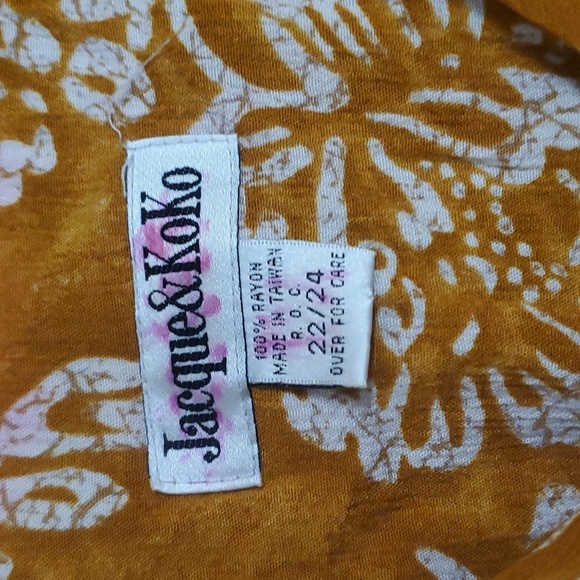 Jacque&KoKo
100% RAYON
MADE IN TAIWAN
R. O. C.
22/24
OVER FOR CARE